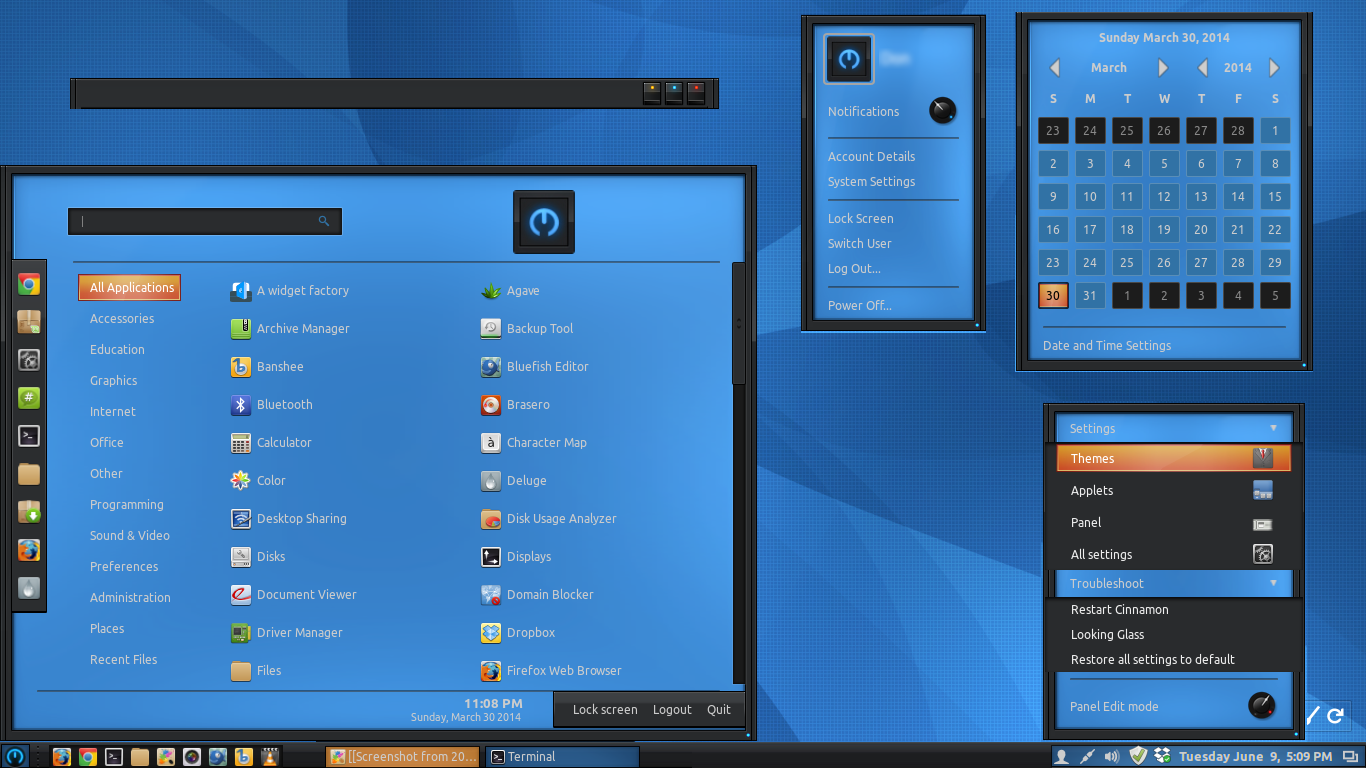 Notifications
Account Details
System Settings
Lock Screen
Switch User
Log Out...
Power Off...
Sunday March 30, 2014
March 2014
S M T W T F S
23 24 25 26 27 28 1
2 3 4 5 6 7 8
9 10 11 12 13 14 15
16 17 18 19 20 21 22
23 24 25 26 27 28 29
30 31 1 2 3 4 5
Date and Time Settings
All Applications
Accessories
Education
Graphics
Internet
Office
Other
Programming
Sound & Video
Preferences
Administration
Places
Recent Files
A widget factory
Archive Manager
Banshee
Bluetooth
Calculator
Color
Desktop Sharing
Disks
Document Viewer
Driver Manager
Files
Agave
Backup Tool
Bluefish Editor
Brasero
à
Character Map
Deluge
Disk Usage Analyzer
Displays
Domain Blocker
Dropbox
Firefox Web Browser
11:08 PM
Sunday, March 30 2014
Lock screen Logout Quit
Settings
Themes
Applets
Panel
All settings
Troubleshoot
Restart Cinnamon
Looking Glass
Restore all settings to default
Panel Edit mode
[[Screenshot from 20...
Terminal
Tuesday June 9, 5:09 PM